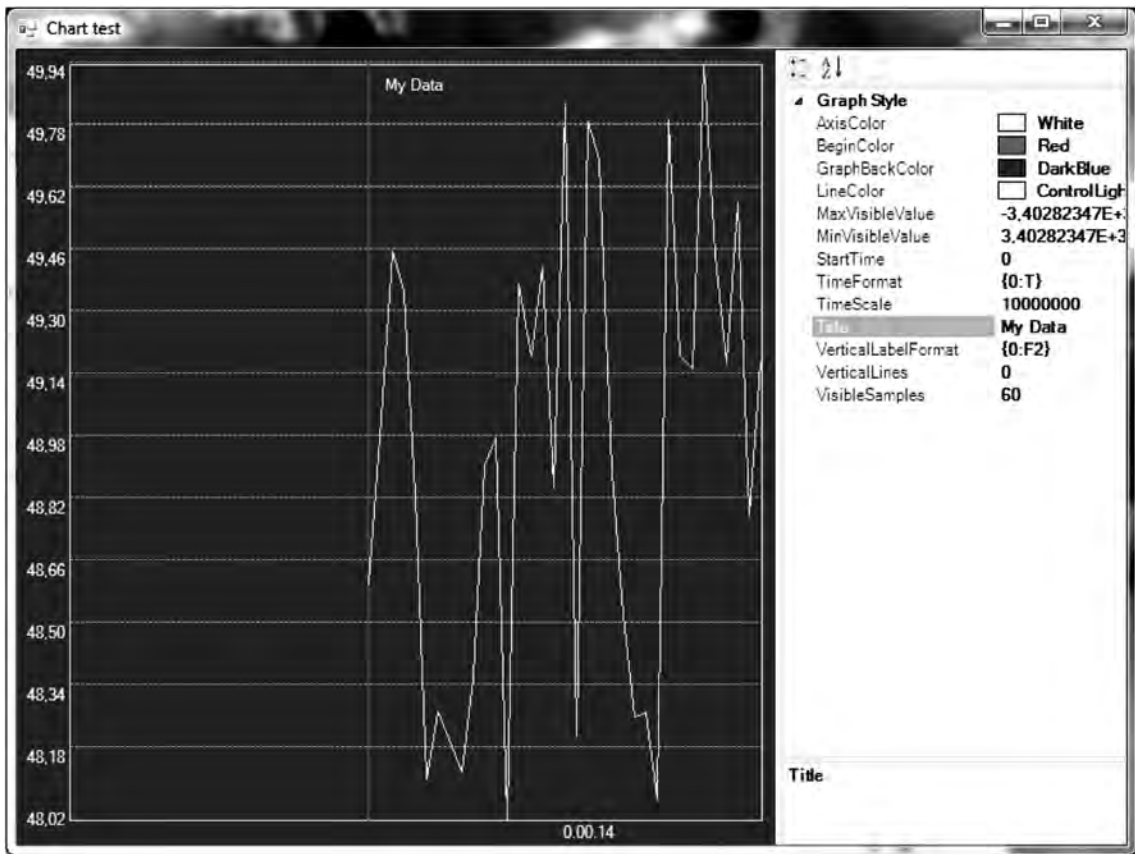 Chart test
My Data
49,94
49,78
49,62
49,46
49,30
49,14
48,98
48,82
48,66
48,50
48,34
48,18
48,02
0.00.14
Graph Style
AxisColor White
BeginColor Red
GraphBackColor DarkBlue
LineColor ControlLigh
MaxVisibleValue -3,40282347E+
MinVisibleValue 3,40282347E+3
StartTime 0
TimeFormat {0:T}
TimeScale 10000000
Title My Data
VerticalLabelFormat {0:F2}
VerticalLines 0
VisibleSamples 60
Title